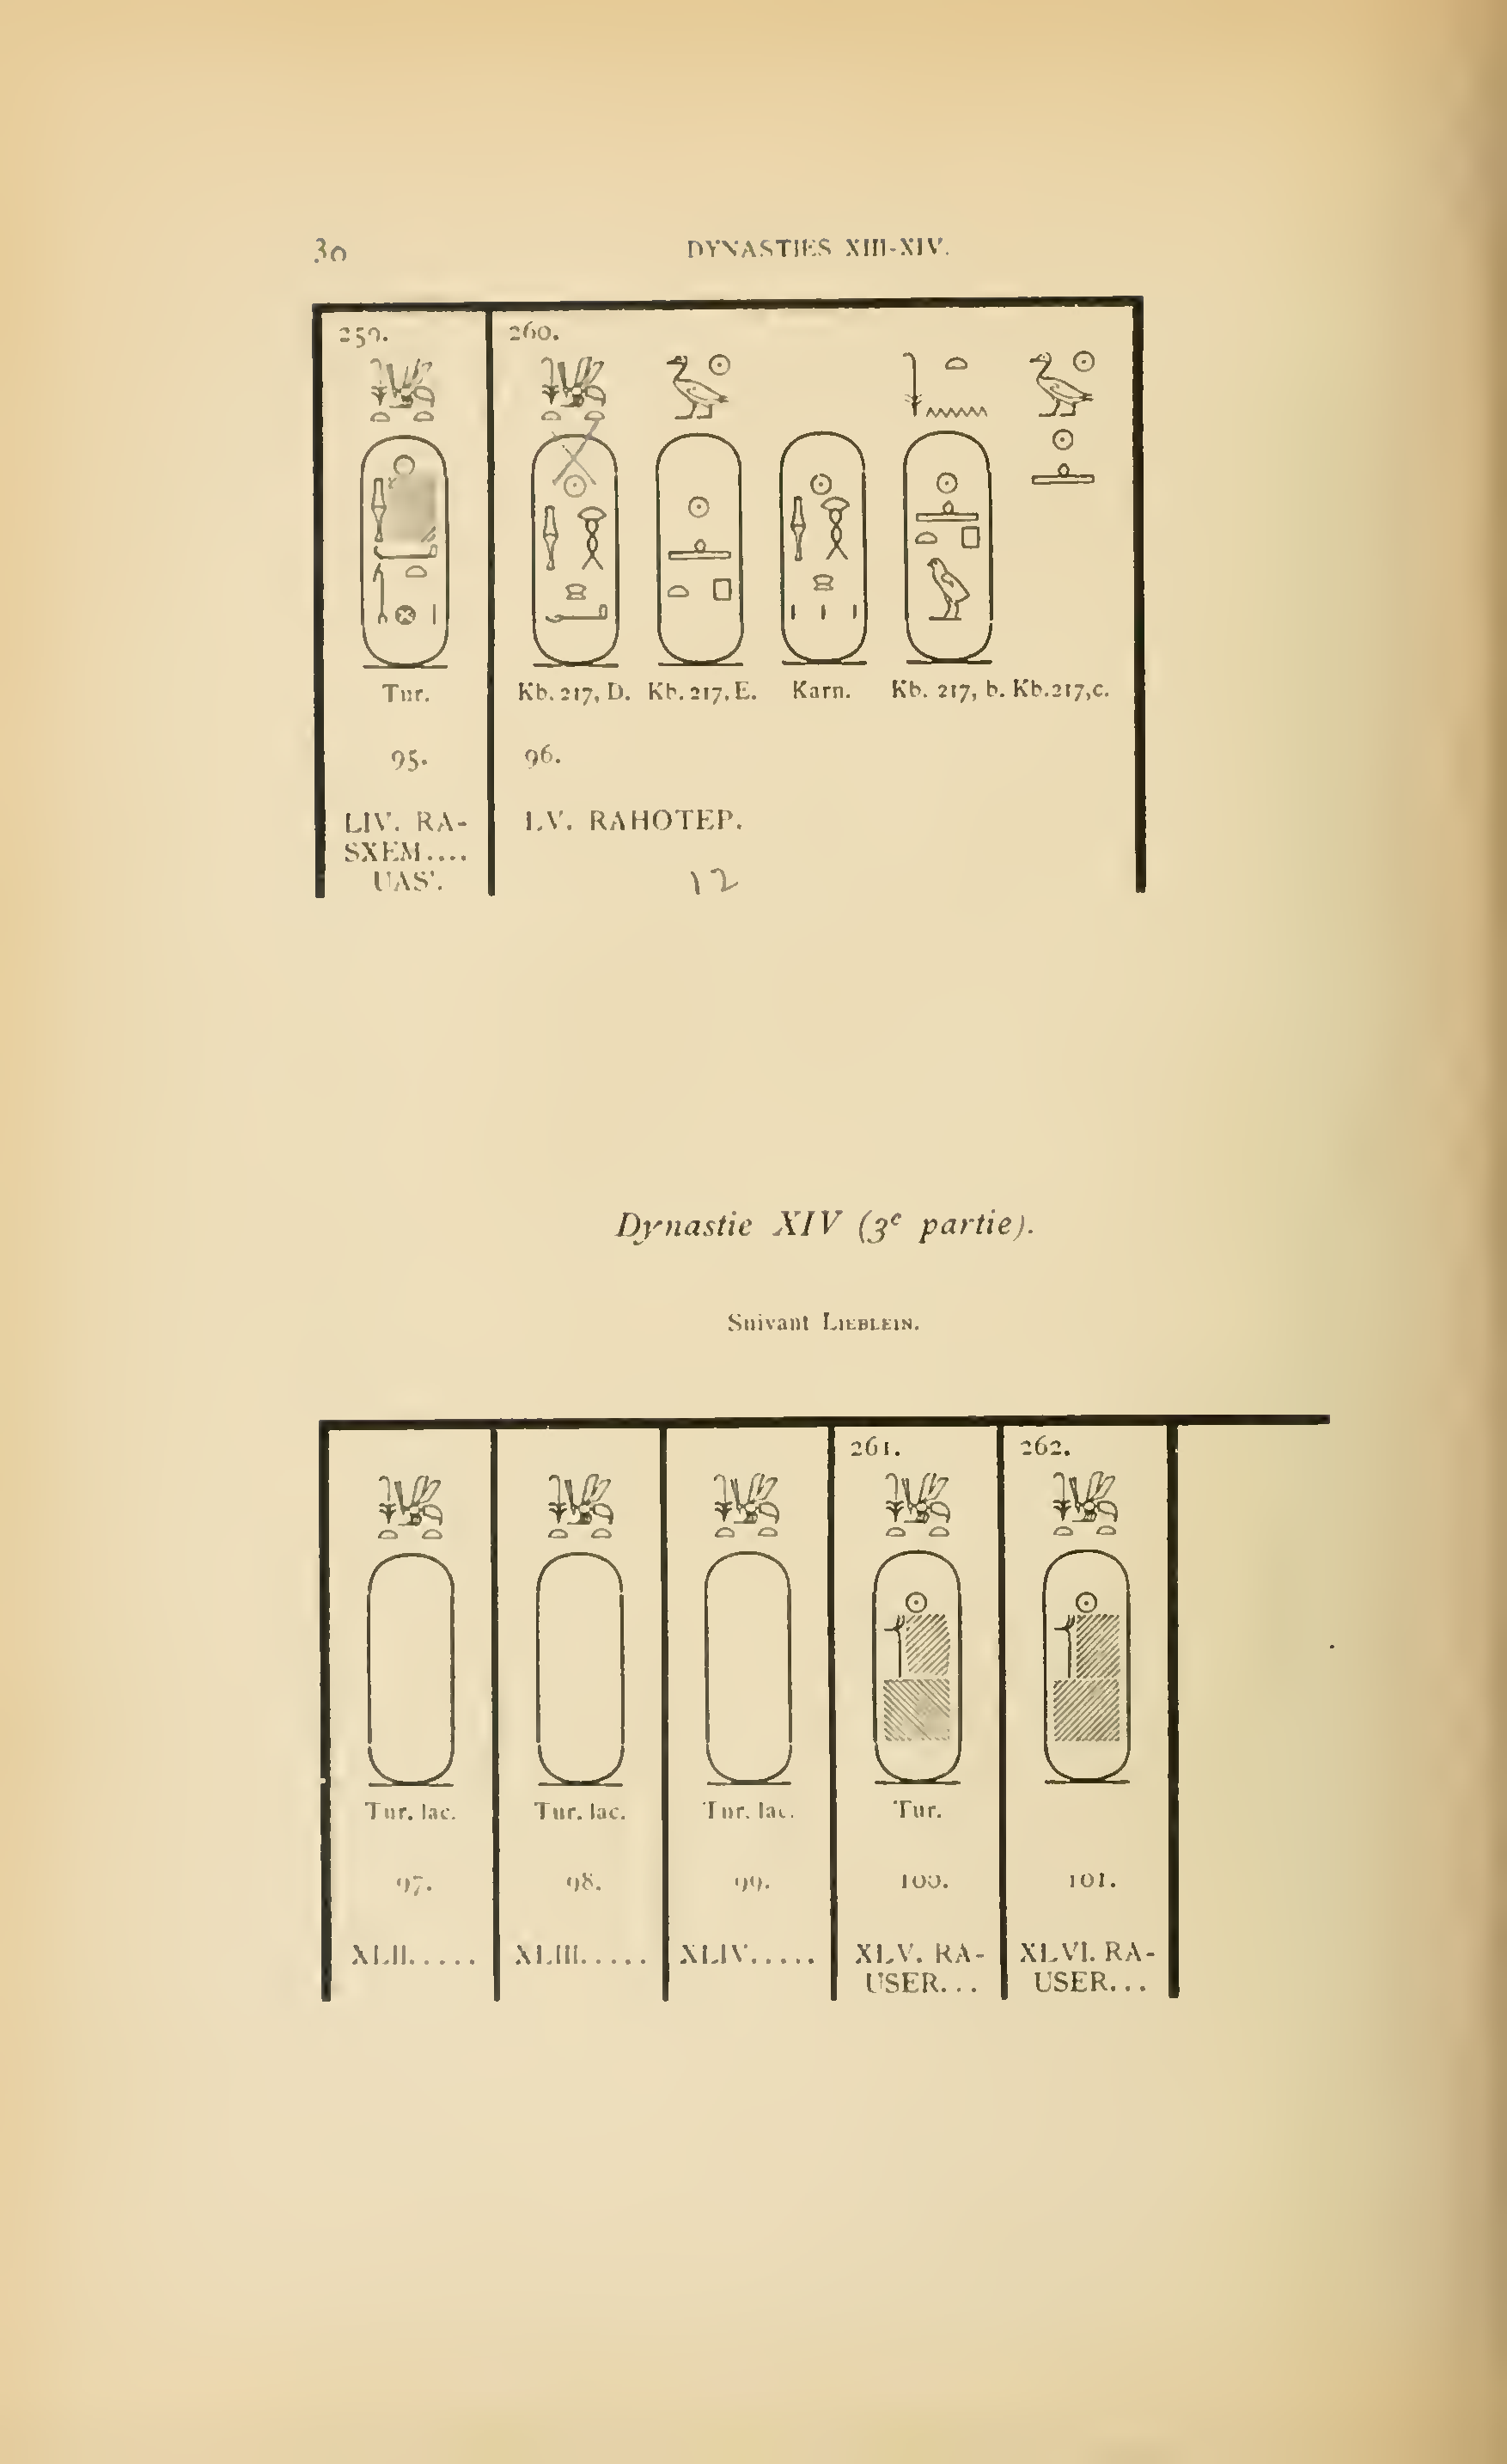 30
DYNASTIES XIII-XIV.
259.
260.
Tur.
Kb. 217, D. Kb. 217, E. Karn. Kb. 217, b. Kb. 217, c.
95.
96.
LIV. RA-
SXEM....
UAS'.
LV. RAHOTEP.
12
Dynastie XIV (3e partie).
Suivant LIEBLEIN.
261.
262.
Tur. lac.
Tur. lac.
Tur. lac.
Tur.
97.
98.
99.
100.
101.
XLII.....
XLIII.....
XLIV.....
XLV. RA-
USER...
XLVI. RA-
USER...